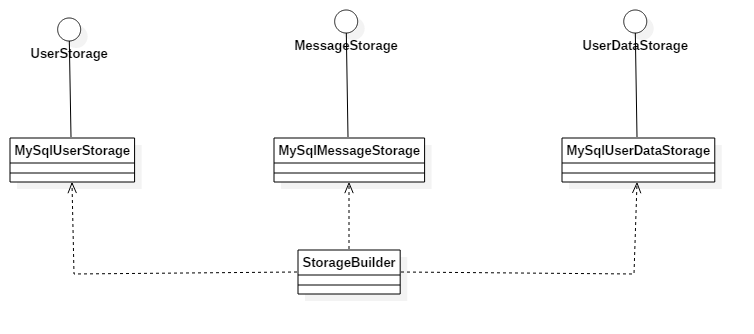 UserStorage
MessageStorage
UserDataStorage
MySqlUserStorage
MySqlMessageStorage
MySqlUserDataStorage
StorageBuilder